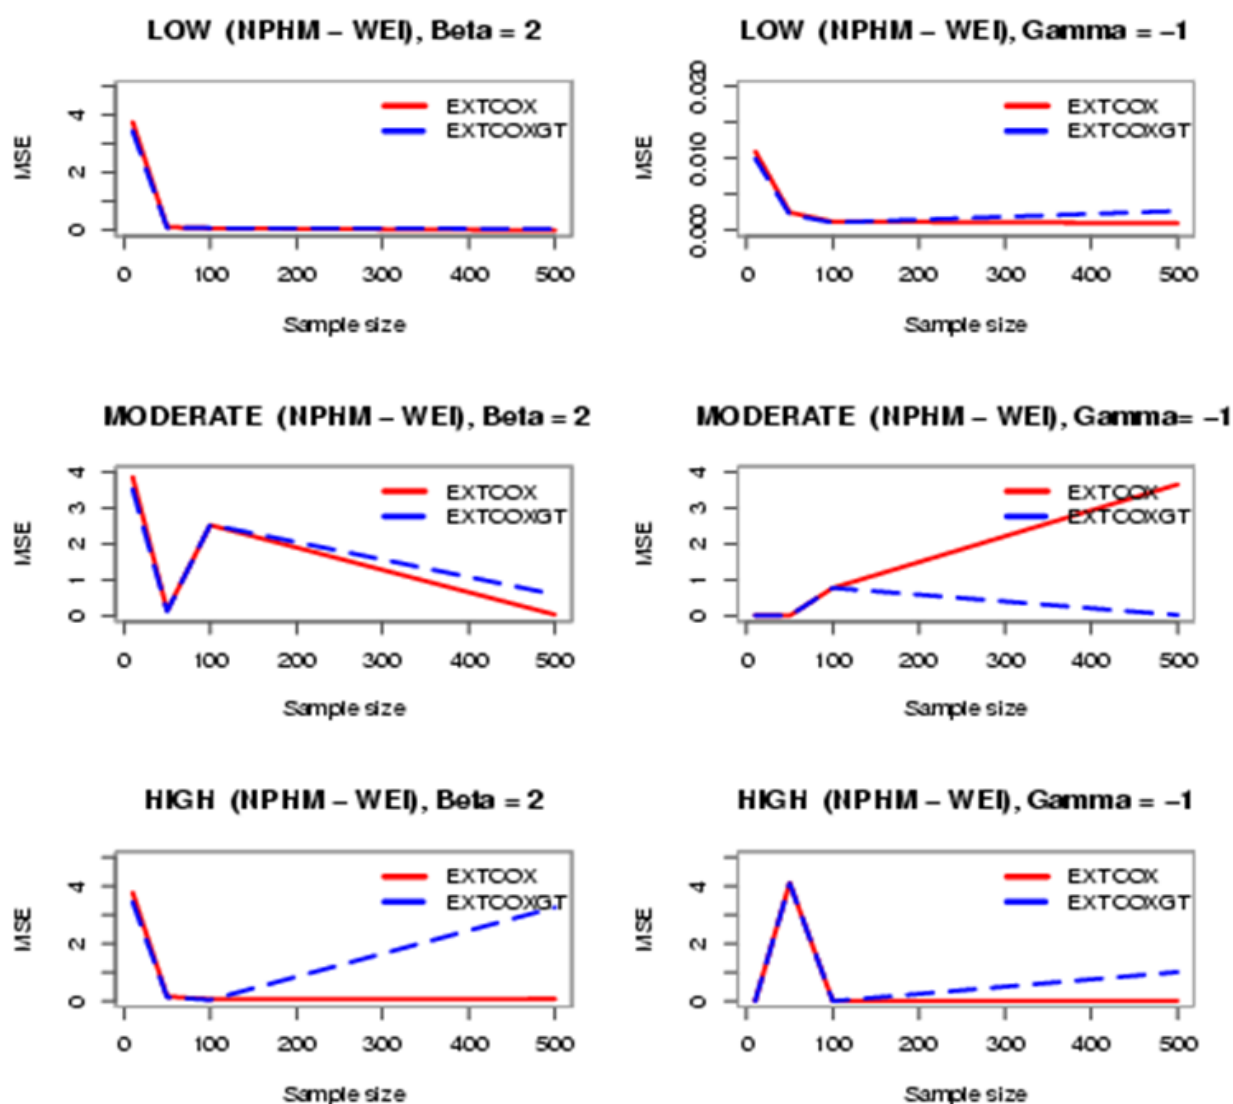 LOW (NPHM – WEI), Beta = 2
MSE
4
2
0
EXTCOX
EXTCOXGT
0 100 200 300 400 500
Sample size
LOW (NPHM – WEI), Gamma = –1
MSE
0.020
0.010
0.000
EXTCOX
EXTCOXGT
0 100 200 300 400 500
Sample size
MODERATE (NPHM – WEI), Beta = 2
MSE
4
3
2
1
0
EXTCOX
EXTCOXGT
0 100 200 300 400 500
Sample size
MODERATE (NPHM – WEI), Gamma= –1
MSE
4
3
2
1
0
EXTCOX
EXTCOXGT
0 100 200 300 400 500
Sample size
HIGH (NPHM – WEI), Beta = 2
MSE
4
2
0
EXTCOX
EXTCOXGT
0 100 200 300 400 500
Sample size
HIGH (NPHM – WEI), Gamma = –1
MSE
4
2
0
EXTCOX
EXTCOXGT
0 100 200 300 400 500
Sample size